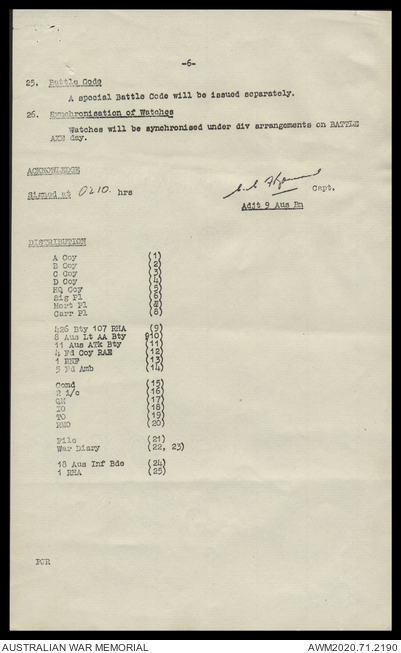 -6-
25. Battle Code
A special Battle Code will be issued separately.
26. Synchronisation of Watches
Watches will be synchronised under div arrangements on BATTLE
AXE day.
ACKNOWLEDGE
Signed at 0210. hrs
Capt.
Adjt 9 Aus Bn
DISTRIBUTION
A Coy (1)
B Coy (2)
C Coy (3)
D Coy (4)
HQ Coy (5)
Sig Pl (6)
Mort Pl (7)
Carr Pl (8)
426 Bty 107 RHA (9)
8 Aus Lt AA Bty (10)
11 Aus ATk Bty (11)
4 Fd Coy RAE (12)
1 RNF (13)
5 Fd Amb (14)
Comd (15)
2 i/c (16)
QM (17)
IO (18)
TO (19)
RMO (20)
File (21)
War Diary (22, 23)
18 Aus Inf Bde (24)
1 RHA (25)
AUSTRALIAN WAR MEMORIAL
AWM2020.71.2190